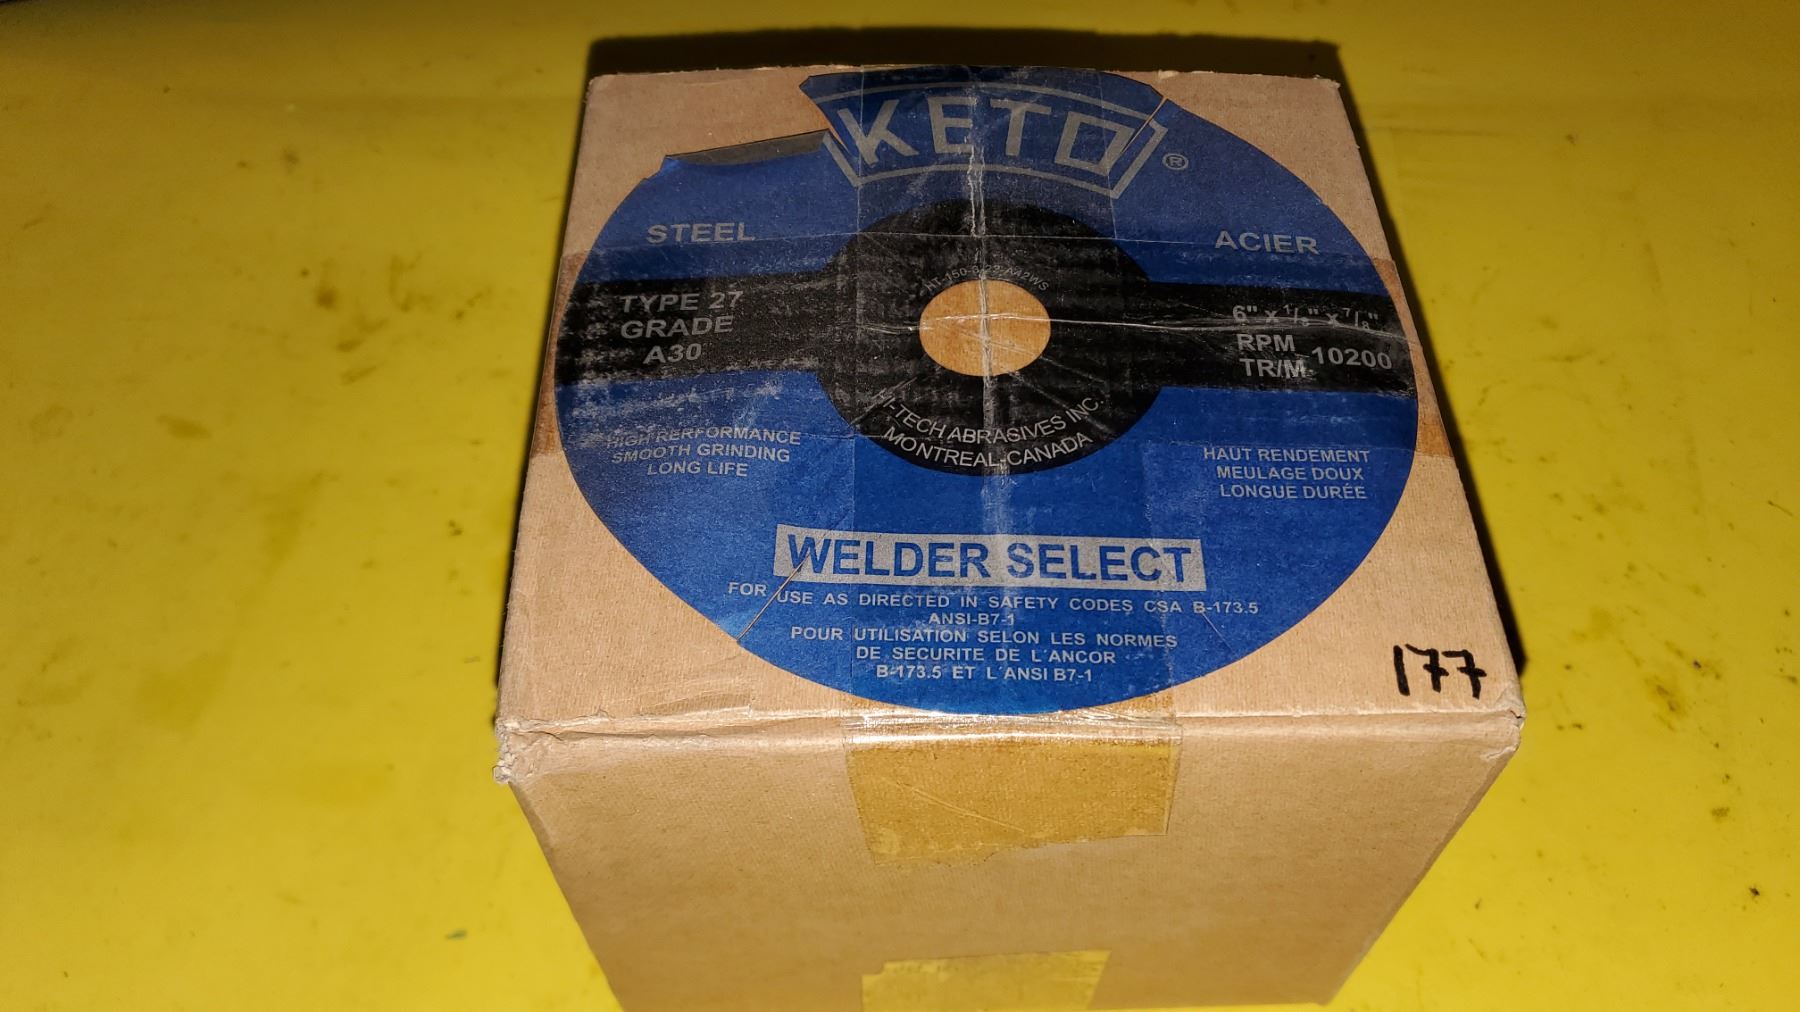 KETO ®
STEEL
ACIER
TYPE 27
GRADE
A30
6" x 1/8" x 7/8"
RPM
TR/M 10200
H-TECH ABRASIVES INC.
MONTREAL-CANADA
HIGH PERFORMANCE
SMOOTH GRINDING
LONG LIFE
HAUT RENDEMENT
MEULAGE DOUX
LONGUE DURÉE
WELDER SELECT
FOR USE AS DIRECTED IN SAFETY CODES CSA B-173.5
ANSI-B7-1
POUR UTILISATION SELON LES NORMES
DE SECURITE DE L'ANCOR
B-173.5 ET L'ANSI B7-1
177